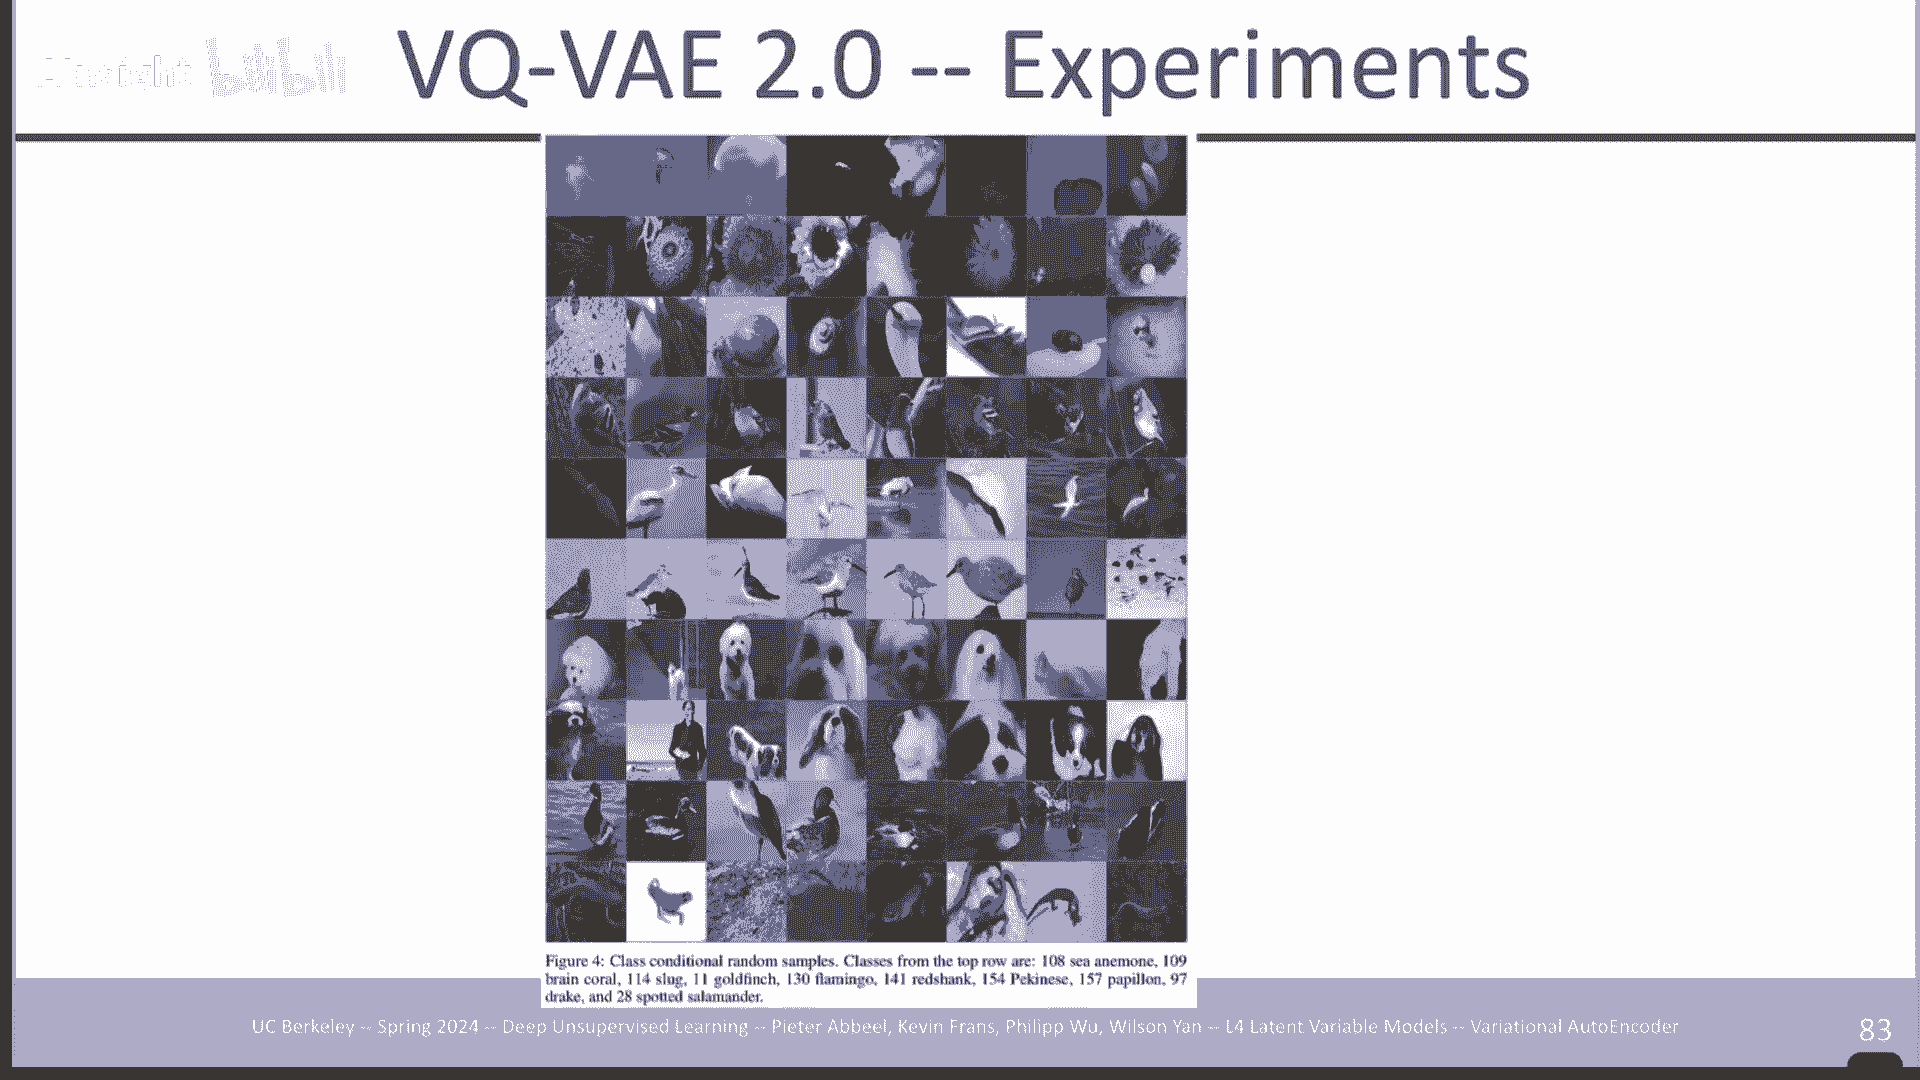 VQ-VAE 2.0 -- Experiments
bilibili
Figure 4: Class conditional random samples. Classes from the top row are: 108 sea anemone, 109
brain coral, 114 slug, 11 goldfinch, 130 flamingo, 141 redshank, 154 Pekinese, 157 papillon, 97
drake, and 28 spotted salamander.
UC Berkeley -- Spring 2024 -- Deep Unsupervised Learning -- Pieter Abbeel, Kevin Frans, Philipp Wu, Wilson Yan -- L4 Latent Variable Models -- Variational AutoEncoder
83